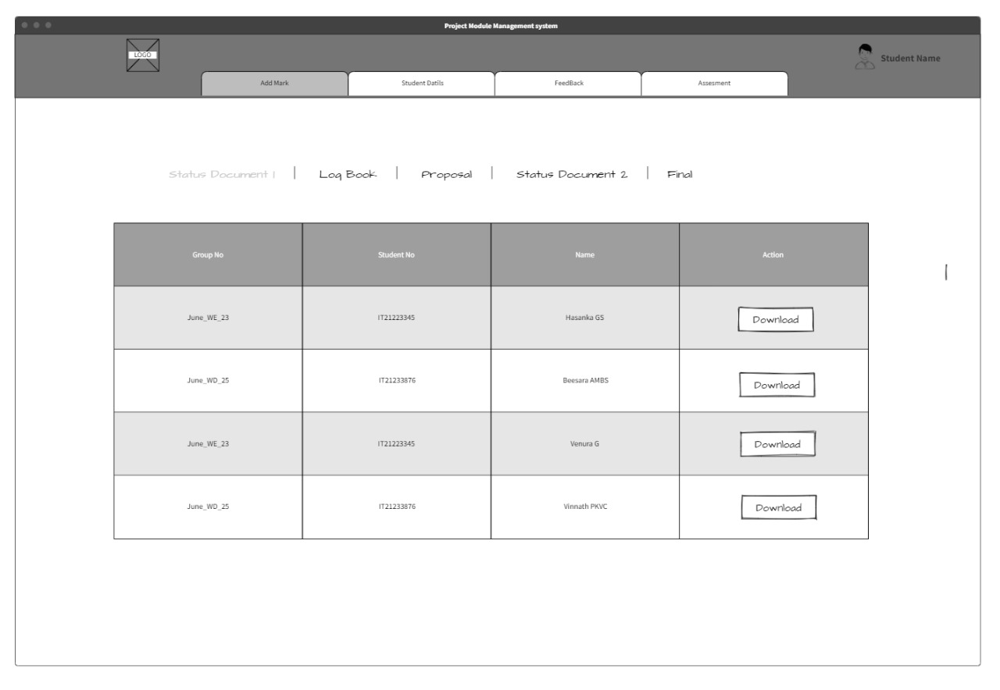 Project Module Management system
LOGO
Student Name
Add Mark Student Datils FeedBack Assesment
Status Document 1 | Log Book | Proposal | Status Document 2 | Final
Group No Student No Name Action
June_WE_23 IT21223345 Hasanka GS Download
June_WD_25 IT21233876 Beesara AMBS Download
June_WE_23 IT21223345 Venura G Download
June_WD_25 IT21233876 Vinnath PKVC Download